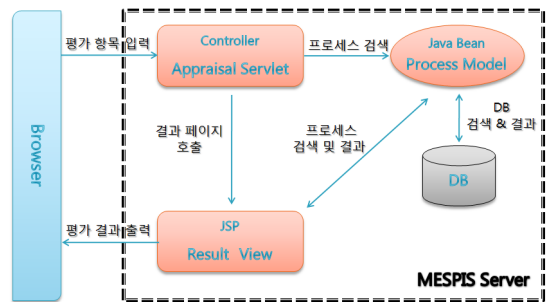 평가 항목 입력
Controller
Appraisal Servlet
프로세스 검색
Java Bean
Process Model
Browser
결과 페이지
호출
프로세스
검색 및 결과
DB
검색 & 결과
DB
평가 결과 출력
JSP
Result View
MESPIS Server